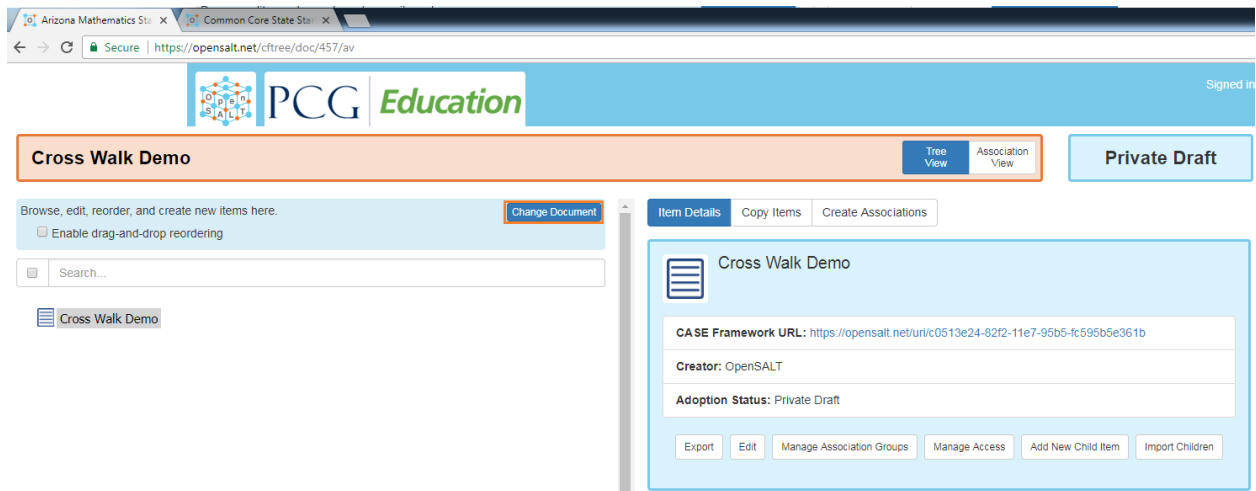 Arizona Mathematics Sta
Common Core State Sta
Secure | https://opensalt.net/cftree/doc/457/av
Open
SALT
PCG Education
Signed in
Cross Walk Demo
Tree
View
Association
View
Private Draft
Browse, edit, reorder, and create new items here.
Change Document
Enable drag-and-drop reordering
Search...
Cross Walk Demo
Item Details
Copy Items
Create Associations
Cross Walk Demo
CASE Framework URL: https://opensalt.net/uri/c0513e24-82f2-11e7-95b5-fc595b5e361b
Creator: OpenSALT
Adoption Status: Private Draft
Export
Edit
Manage Association Groups
Manage Access
Add New Child Item
Import Children